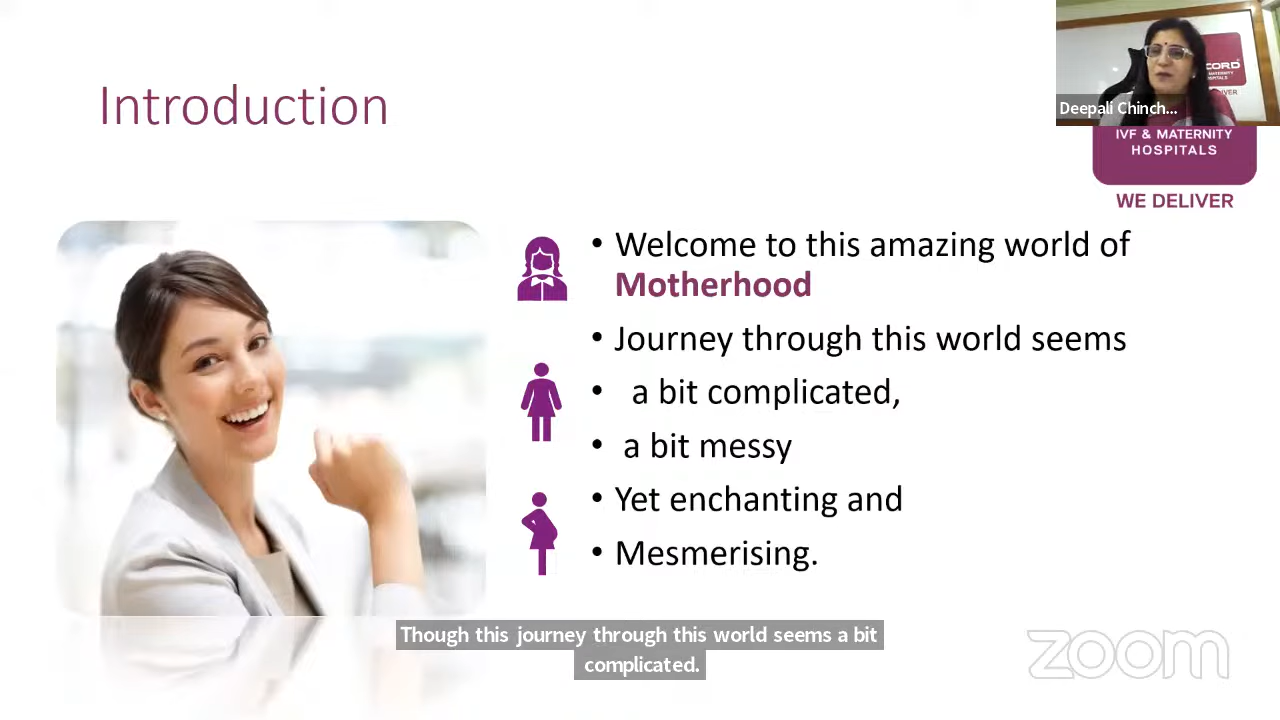 Introduction
CORD
MATERNITY
Deepali Chinch...
IVF & MATERNITY
HOSPITALS
WE DELIVER
• Welcome to this amazing world of
Motherhood
• Journey through this world seems
• a bit complicated,
• a bit messy
• Yet enchanting and
• Mesmerising.
Though this journey through this world seems a bit
complicated.
zoom